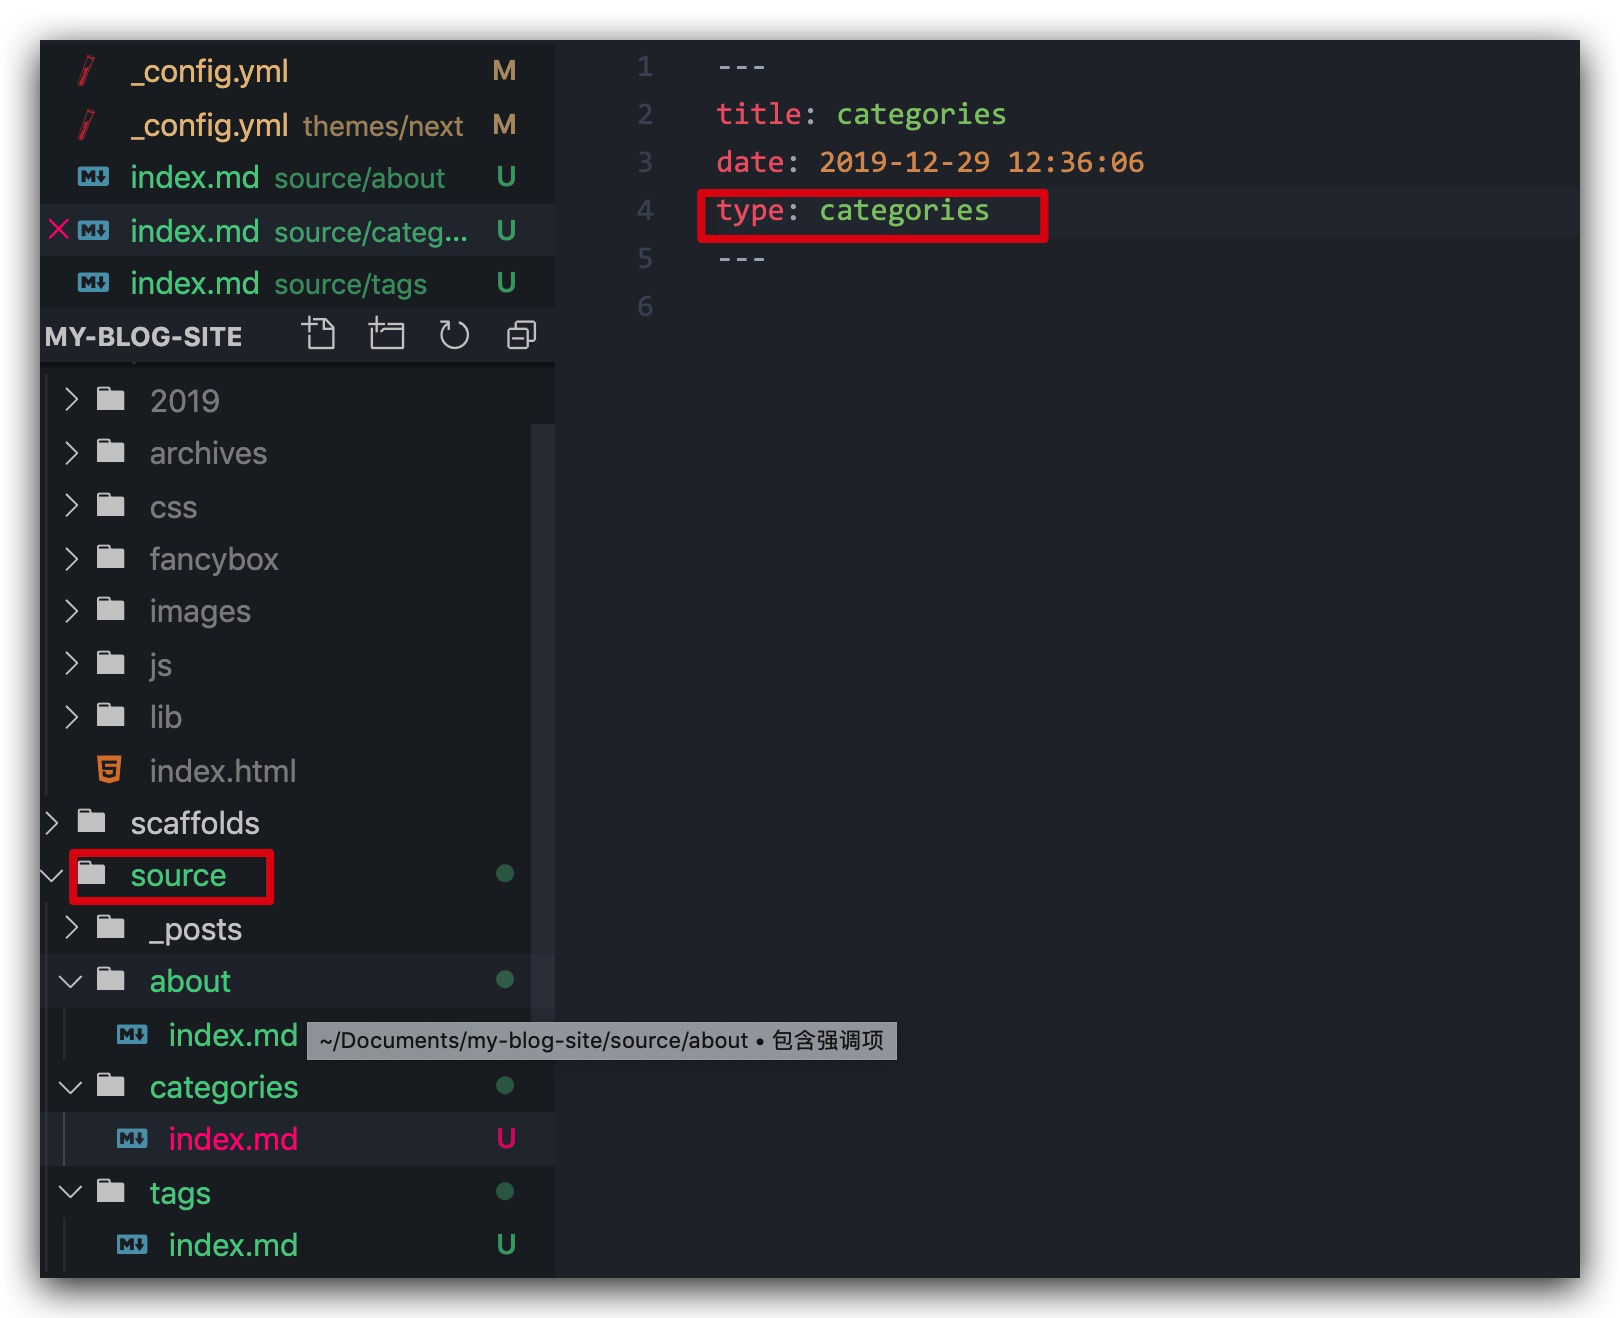 _config.yml M
_config.yml themes/next M
index.md source/about U
index.md source/categ... U
index.md source/tags U
MY-BLOG-SITE
2019
archives
css
fancybox
images
js
lib
index.html
scaffolds
source
_posts
about
index.md
~/Documents/my-blog-site/source/about • 包含强调项
categories
index.md U
tags
index.md U
1 ---
2 title: categories
3 date: 2019-12-29 12:36:06
4 type: categories
5 ---
6